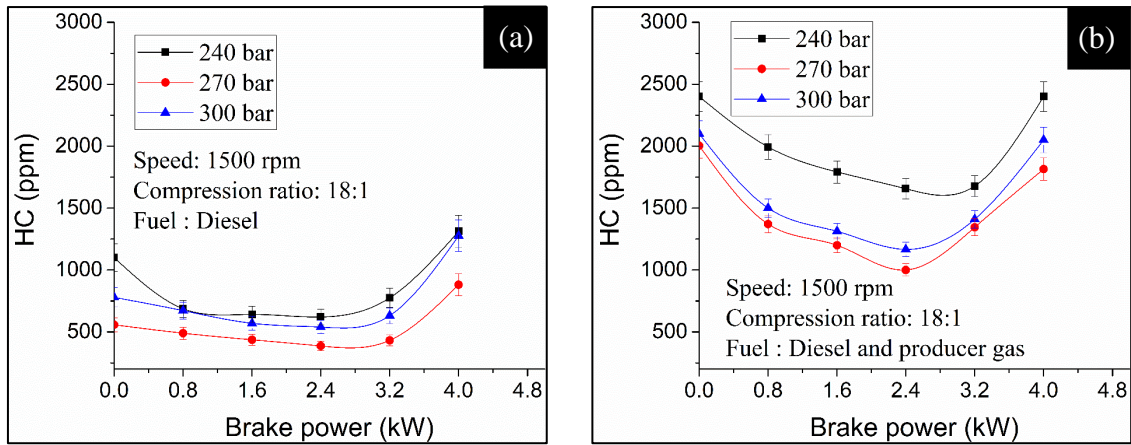 (a)
HC (ppm)
3000
2500
2000
1500
1000
500
240 bar
270 bar
300 bar
Speed: 1500 rpm
Compression ratio: 18:1
Fuel : Diesel
0.0 0.8 1.6 2.4 3.2 4.0 4.8
Brake power (kW)
(b)
HC (ppm)
3000
2500
2000
1500
1000
500
240 bar
270 bar
300 bar
Speed: 1500 rpm
Compression ratio: 18:1
Fuel : Diesel and producer gas
0.0 0.8 1.6 2.4 3.2 4.0 4.8
Brake power (kW)